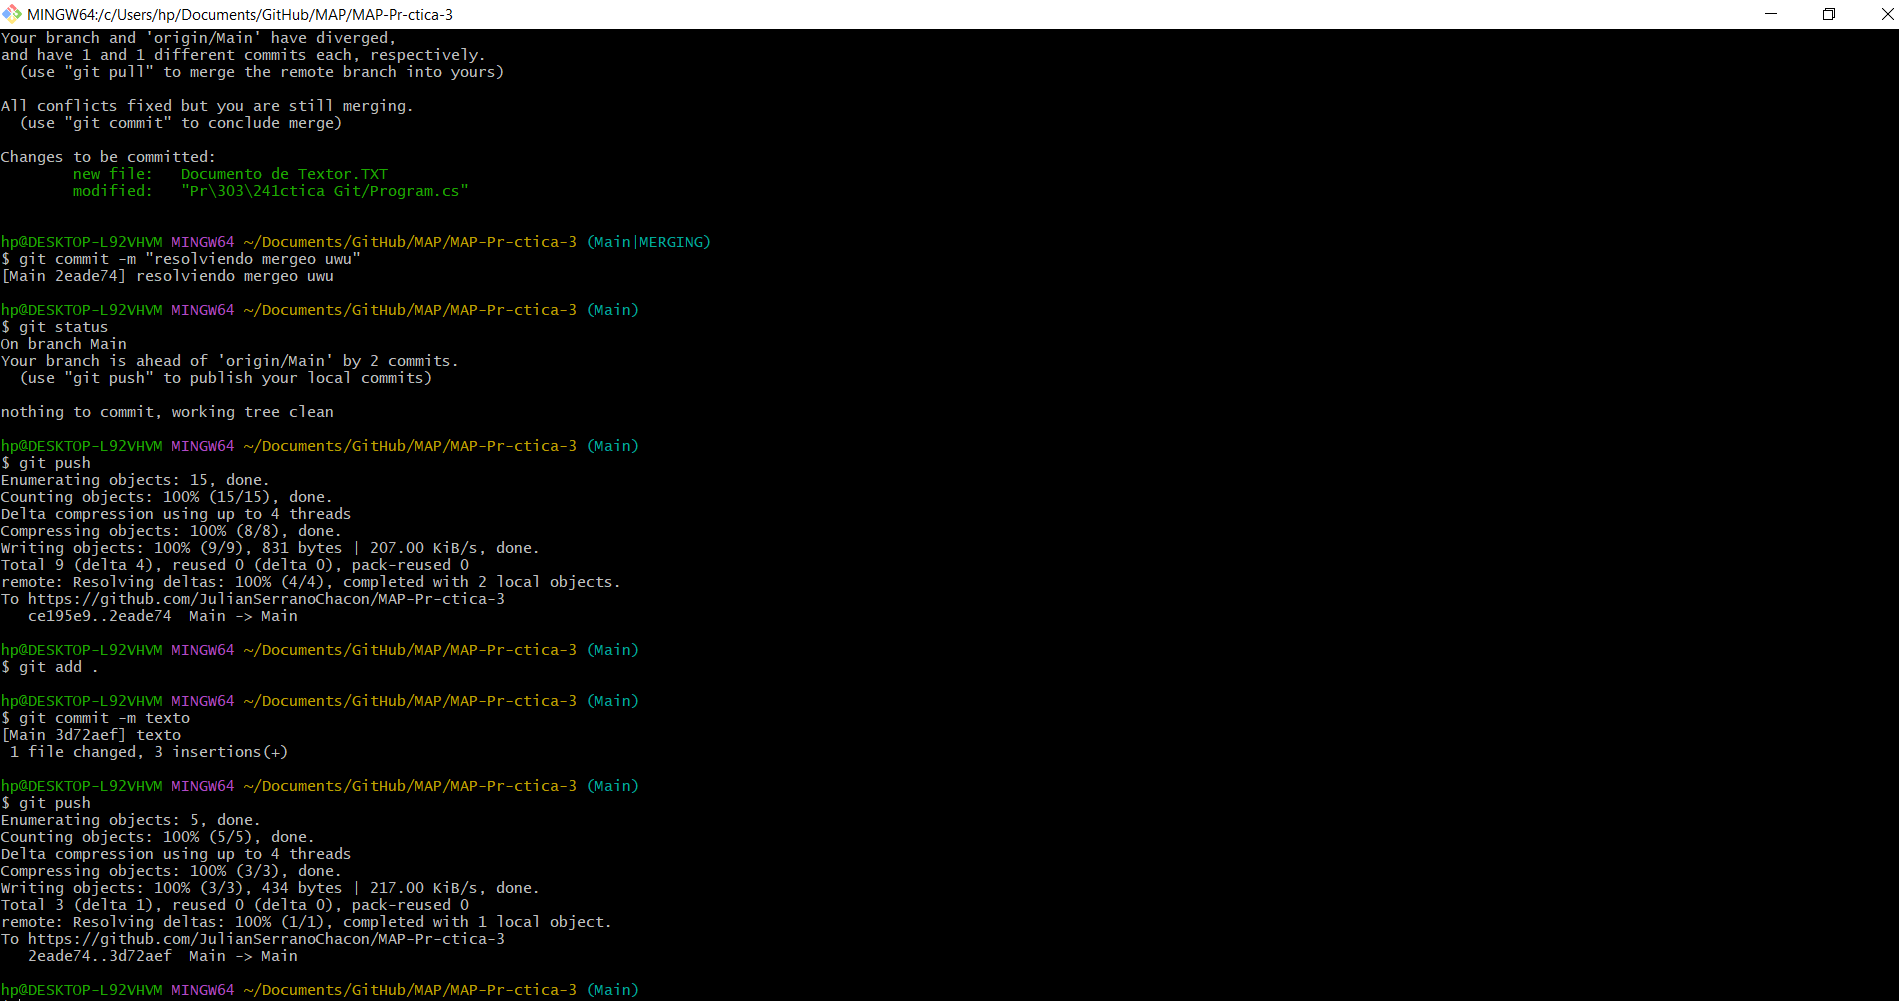 MINGW64:/c/Users/hp/Documents/GitHub/MAP/MAP-Pr-ctica-3
Your branch and 'origin/Main' have diverged,
and have 1 and 1 different commits each, respectively.
  (use "git pull" to merge the remote branch into yours)

All conflicts fixed but you are still merging.
  (use "git commit" to conclude merge)

Changes to be committed:
        new file:   Documento de Textor.TXT
        modified:   "Pr\303\241ctica Git/Program.cs"


hp@DESKTOP-L92VHVM MINGW64 ~/Documents/GitHub/MAP/MAP-Pr-ctica-3 (Main|MERGING)
$ git commit -m "resolviendo mergeo uwu"
[Main 2eade74] resolviendo mergeo uwu

hp@DESKTOP-L92VHVM MINGW64 ~/Documents/GitHub/MAP/MAP-Pr-ctica-3 (Main)
$ git status
On branch Main
Your branch is ahead of 'origin/Main' by 2 commits.
  (use "git push" to publish your local commits)

nothing to commit, working tree clean

hp@DESKTOP-L92VHVM MINGW64 ~/Documents/GitHub/MAP/MAP-Pr-ctica-3 (Main)
$ git push
Enumerating objects: 15, done.
Counting objects: 100% (15/15), done.
Delta compression using up to 4 threads
Compressing objects: 100% (8/8), done.
Writing objects: 100% (9/9), 831 bytes | 207.00 KiB/s, done.
Total 9 (delta 4), reused 0 (delta 0), pack-reused 0
remote: Resolving deltas: 100% (4/4), completed with 2 local objects.
To https://github.com/JulianSerranoChacon/MAP-Pr-ctica-3
   ce195e9..2eade74  Main -> Main

hp@DESKTOP-L92VHVM MINGW64 ~/Documents/GitHub/MAP/MAP-Pr-ctica-3 (Main)
$ git add .

hp@DESKTOP-L92VHVM MINGW64 ~/Documents/GitHub/MAP/MAP-Pr-ctica-3 (Main)
$ git commit -m texto
[Main 3d72aef] texto
 1 file changed, 3 insertions(+)

hp@DESKTOP-L92VHVM MINGW64 ~/Documents/GitHub/MAP/MAP-Pr-ctica-3 (Main)
$ git push
Enumerating objects: 5, done.
Counting objects: 100% (5/5), done.
Delta compression using up to 4 threads
Compressing objects: 100% (3/3), done.
Writing objects: 100% (3/3), 434 bytes | 217.00 KiB/s, done.
Total 3 (delta 1), reused 0 (delta 0), pack-reused 0
remote: Resolving deltas: 100% (1/1), completed with 1 local object.
To https://github.com/JulianSerranoChacon/MAP-Pr-ctica-3
   2eade74..3d72aef  Main -> Main

hp@DESKTOP-L92VHVM MINGW64 ~/Documents/GitHub/MAP/MAP-Pr-ctica-3 (Main)